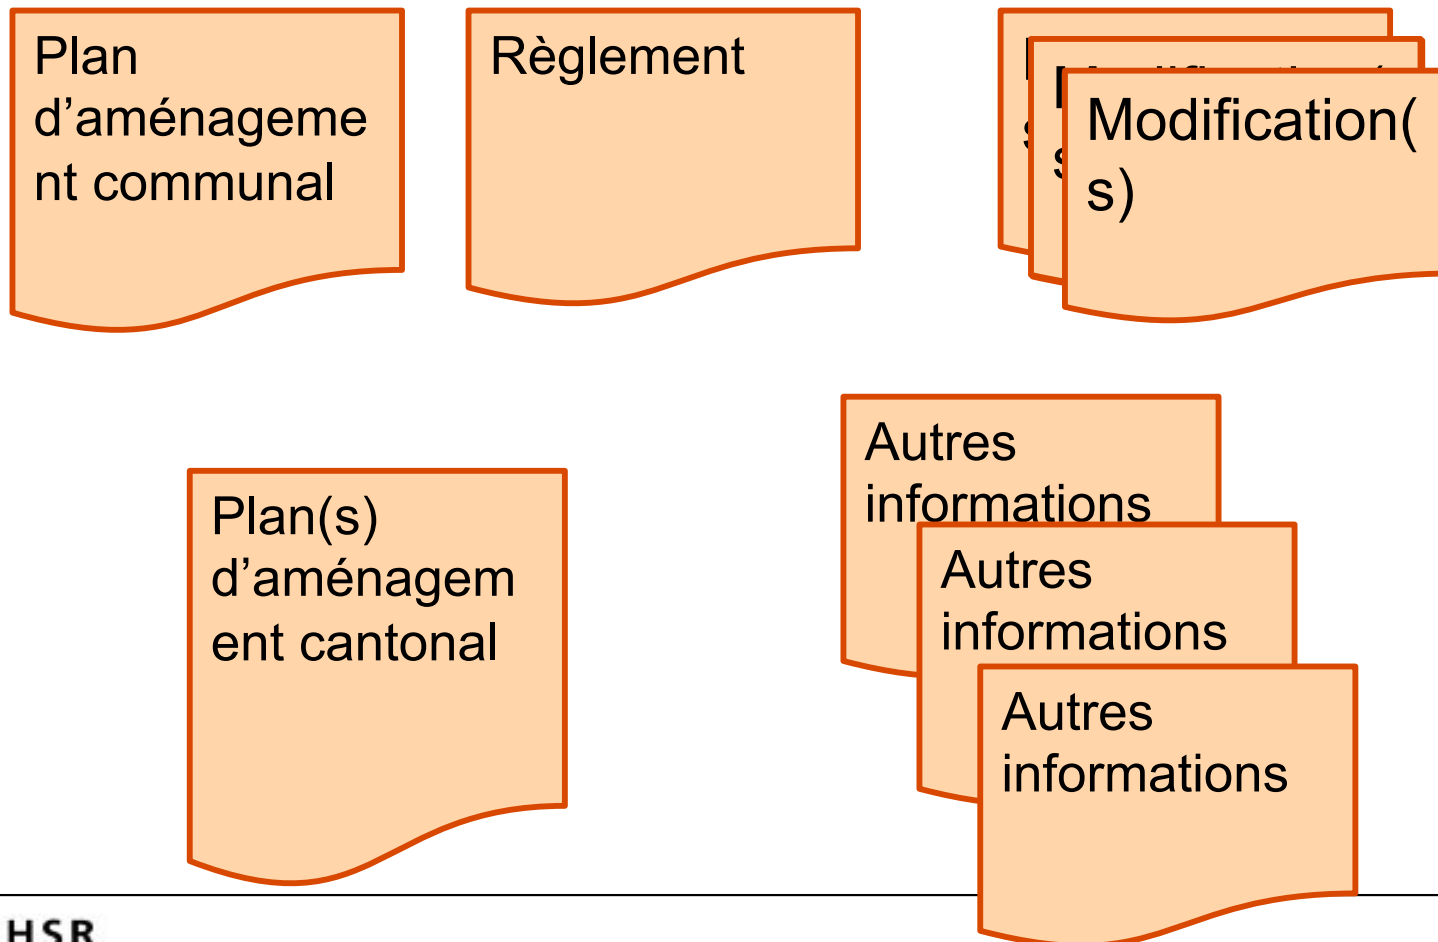 Plan
d’aménageme
nt communal
Règlement
Modification(
s)
Plan(s)
d’aménagem
ent cantonal
Autres
informations
Autres
informations
Autres
informations
HSR